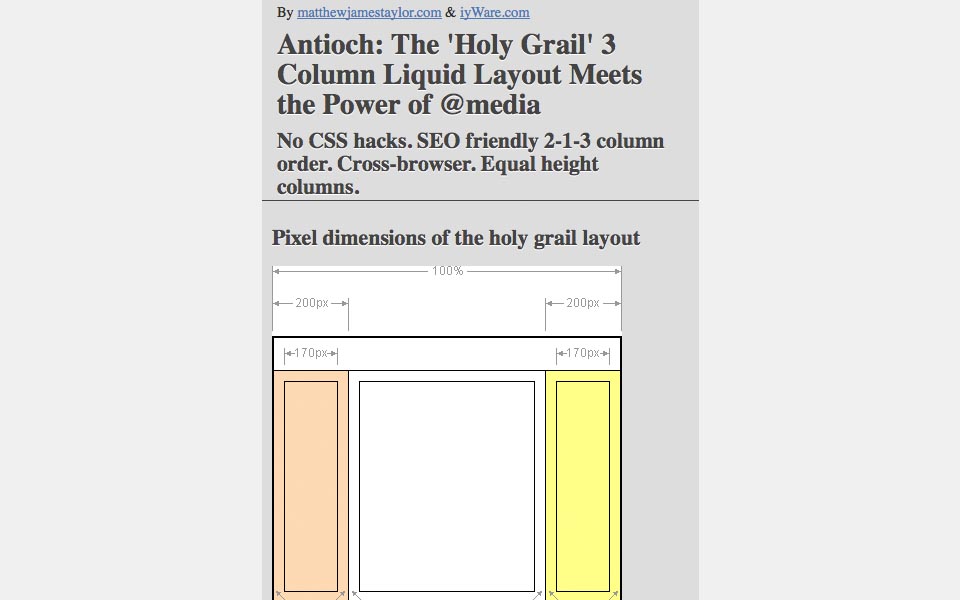 By matthewjamestaylor.com & iyWare.com
Antioch: The 'Holy Grail' 3
Column Liquid Layout Meets
the Power of @media
No CSS hacks. SEO friendly 2-1-3 column
order. Cross-browser. Equal height
columns.
Pixel dimensions of the holy grail layout
100%
200px 200px
170px 170px